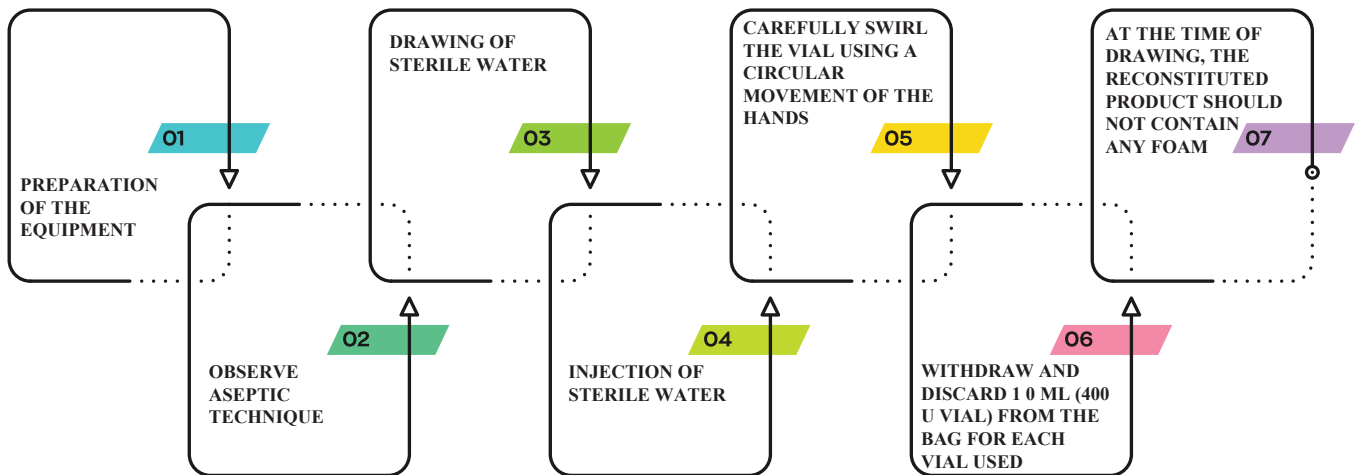 01
PREPARATION
OF THE
EQUIPMENT
02
OBSERVE
ASEPTIC
TECHNIQUE
DRAWING OF
STERILE WATER
03
04
INJECTION OF
STERILE WATER
CAREFULLY SWIRL
THE VIAL USING A
CIRCULAR
MOVEMENT OF THE
HANDS
05
06
WITHDRAW AND
DISCARD 1 0 ML (400
U VIAL) FROM THE
BAG FOR EACH
VIAL USED
AT THE TIME OF
DRAWING, THE
RECONSTITUTED
PRODUCT SHOULD
NOT CONTAIN
ANY FOAM
07